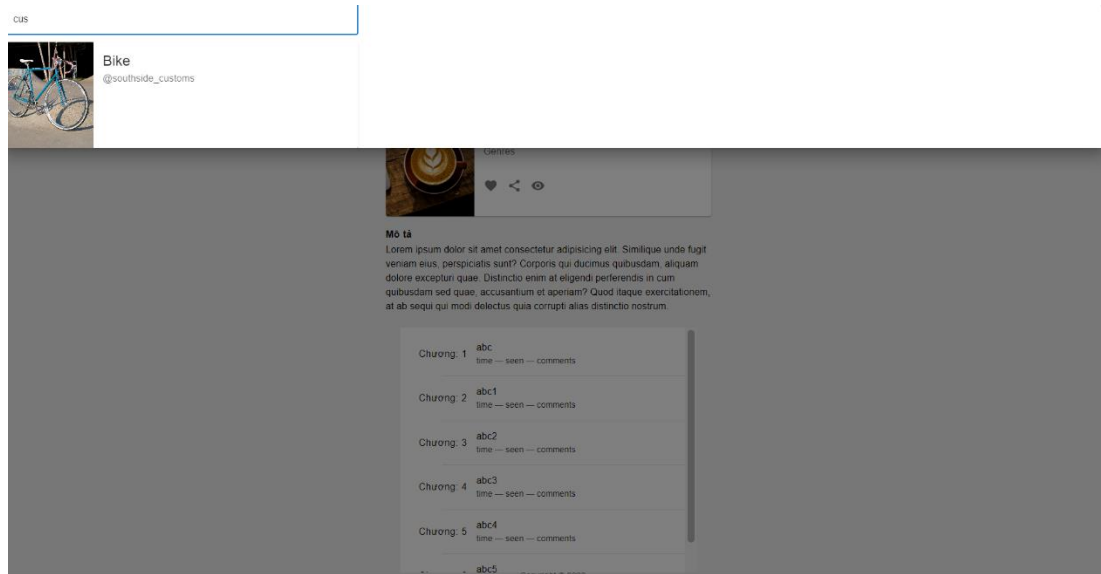 cus
Bike
@southside_customs
Genres
Mô tả
Lorem ipsum dolor sit amet consectetur adipisicing elit. Similique unde fugit
veniam eius, perspiciatis sunt? Corporis qui ducimus quibusdam, aliquam
dolore excepturi quae. Distinctio enim at eligendi perferendis in cum
quibusdam sed quae, accusantium et aperiam? Quod itaque exercitationem,
at ab sequi qui modi delectus quia corrupti alias distinctio nostrum.
Chương: 1 abc
time — seen — comments
Chương: 2 abc1
time — seen — comments
Chương: 3 abc2
time — seen — comments
Chương: 4 abc3
time — seen — comments
Chương: 5 abc4
time — seen — comments
abc5